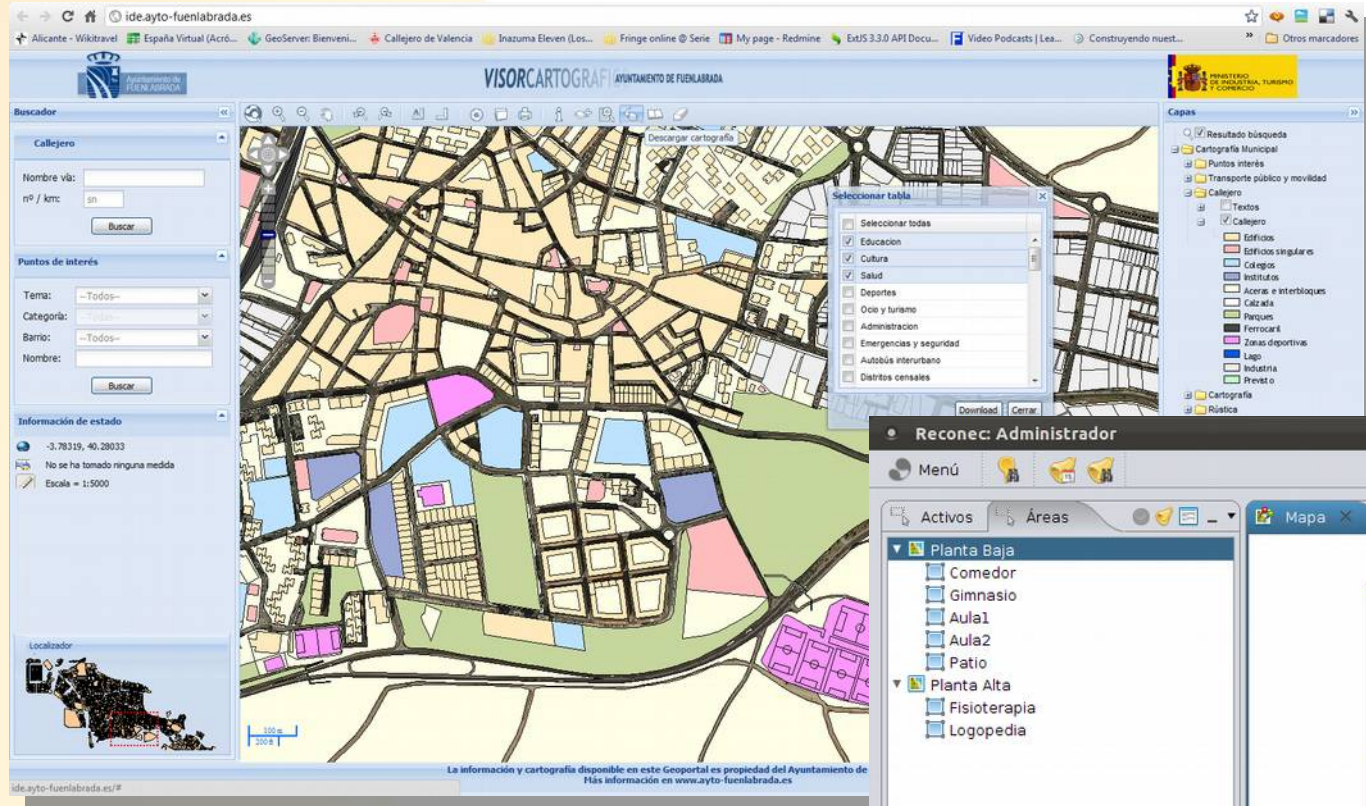 ide.ayto-fuenlabrada.es
Alicante - Wikitravel España Virtual (Acró... GeoServer: Bienveni... Callejero de Valencia Inazuma Eleven (Los... Fringe online @ Serie My page - Redmine ExtJS 3.3.0 API Docu... Video Podcasts | Lea... Construyendo nuest... » Otros marcadores
Ayuntamiento de
FUENLABRADA
VISORCARTOGRAFICO AYUNTAMIENTO DE FUENLABRADA
MINISTERIO
DE INDUSTRIA, TURISMO
Y COMERCIO
Buscador
Callejero
Nombre vía:
nº / km: sn
Buscar
Puntos de interés
Tema: --Todos--
Categoría: --Todas--
Barrio: --Todos--
Nombre:
Buscar
Información de estado
-3.78319, 40.28033
No se ha tomado ninguna medida
Escala = 1:5000
Localizador
Descargar cartografía
100 m
200 ft
Seleccionar tabla
Seleccionar todas
Educacion
Cultura
Salud
Deportes
Ocio y turismo
Administracion
Emergencias y seguridad
Autobús interurbano
Distritos censales
Download Cerrar
Capas
Resultado búsqueda
Cartografía Municipal
Puntos interés
Transporte público y movilidad
Callejero
Textos
Callejero
Edificios
Edificios singulares
Colegios
Institutos
Aceras e interbloques
Calzada
Parques
Ferrocaril
Zonas deportivas
Lago
Industria
Previsto
Cartografía
Rústica
La información y cartografía disponible en este Geoportal es propiedad del Ayuntamiento de
Más información en www.ayto-fuenlabrada.es
ide.ayto-fuenlabrada.es/#
Reconec: Administrador
Menú
Activos Áreas Mapa
Planta Baja
Comedor
Gimnasio
Aula1
Aula2
Patio
Planta Alta
Fisioterapia
Logopedia